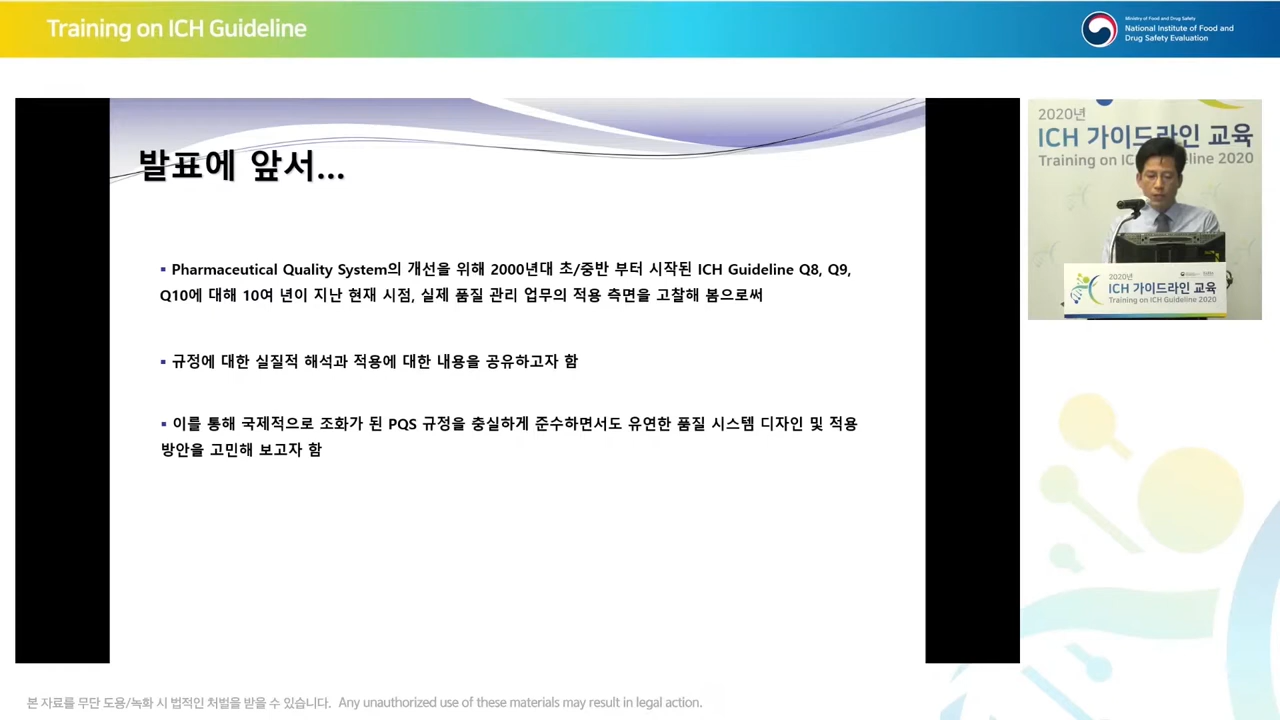 Training on ICH Guideline
Ministry of Food and Drug Safety
National Institute of Food and
Drug Safety Evaluation
발표에 앞서...
▪ Pharmaceutical Quality System의 개선을 위해 2000년대 초/중반 부터 시작된 ICH Guideline Q8, Q9,
Q10에 대해 10여 년이 지난 현재 시점, 실제 품질 관리 업무의 적용 측면을 고찰해 봄으로써
▪ 규정에 대한 실질적 해석과 적용에 대한 내용을 공유하고자 함
▪ 이를 통해 국제적으로 조화가 된 PQS 규정을 충실하게 준수하면서도 유연한 품질 시스템 디자인 및 적용
방안을 고민해 보고자 함
2020년
ICH 가이드라인 교육
Training on ICH Guideline 2020
2020년
ICH 가이드라인 교육
Training on ICH Guideline 2020
본 자료를 무단 도용/녹화 시 법적인 처벌을 받을 수 있습니다. Any unauthorized use of these materials may result in legal action.